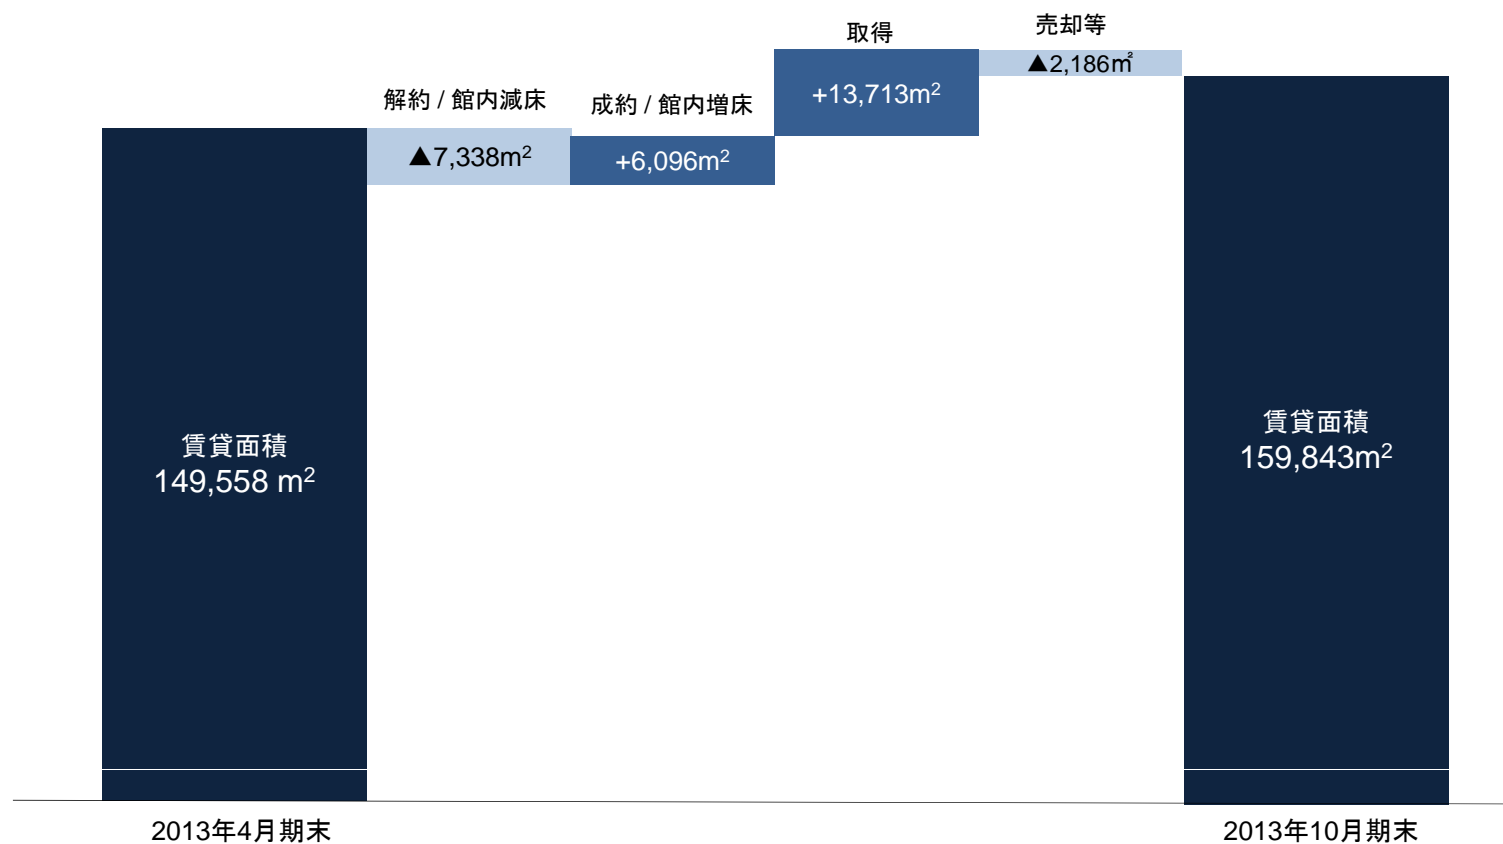 売却等
取得
▲2,186㎡
+13,713m²
解約 / 館内減床
成約 / 館内増床
▲7,338m²
+6,096m²
賃貸面積
149,558 m²
賃貸面積
159,843m²
2013年4月期末
2013年10月期末